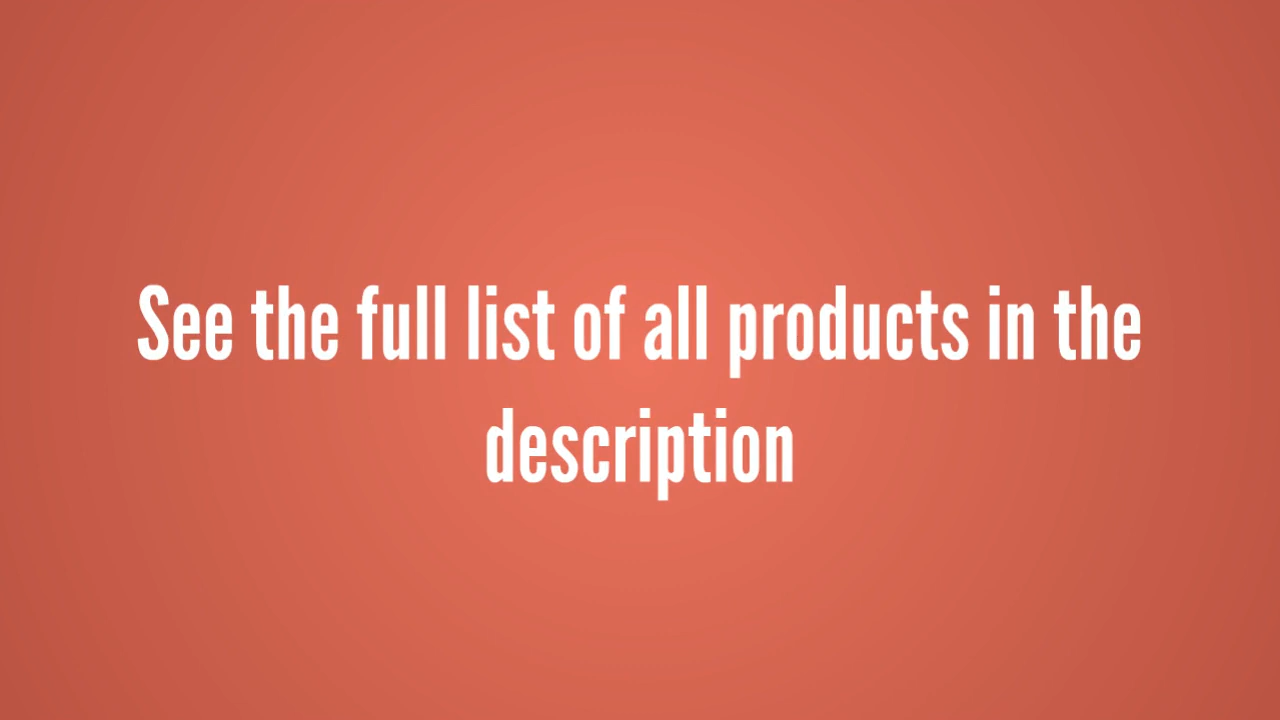 See the full list of all products in the
description